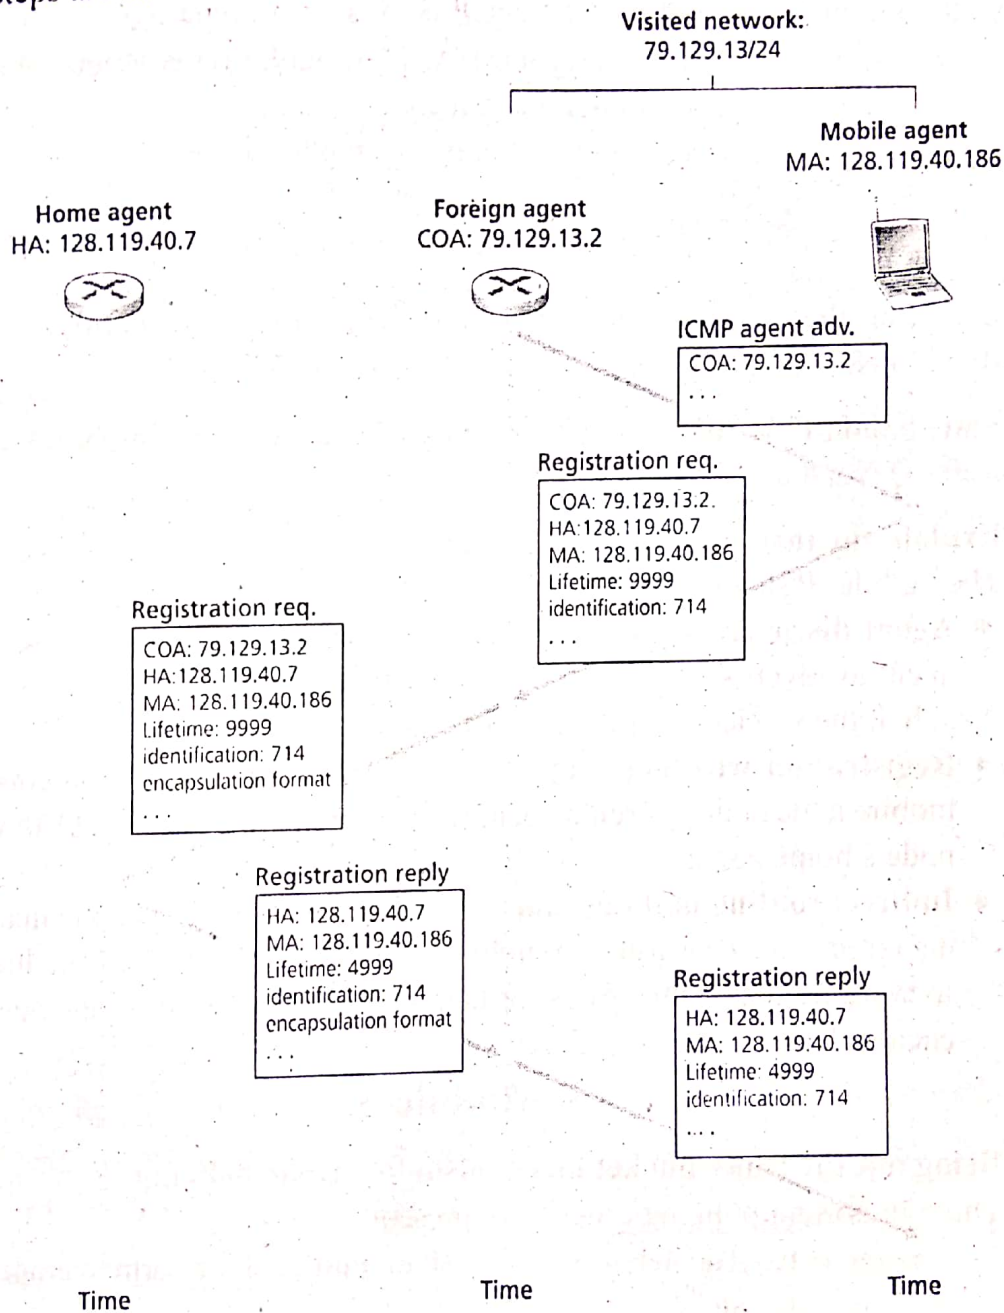 Visited network:
79.129.13/24
Mobile agent
MA: 128.119.40.186
Home agent
HA: 128.119.40.7
Foreign agent
COA: 79.129.13.2
ICMP agent adv.
COA: 79.129.13.2
. . .
Registration req.
COA: 79.129.13.2.
HA:128.119.40.7
MA: 128.119.40.186
Lifetime: 9999
identification: 714
. . .
Registration req.
COA: 79.129.13.2
HA:128.119.40.7
MA: 128.119.40.186
Lifetime: 9999
identification: 714
encapsulation format
. . .
Registration reply
HA: 128.119.40.7
MA: 128.119.40.186
Lifetime: 4999
identification: 714
encapsulation format
. . .
Registration reply
HA: 128.119.40.7
MA: 128.119.40.186
Lifetime: 4999
identification: 714
. . . .
Time
Time
Time